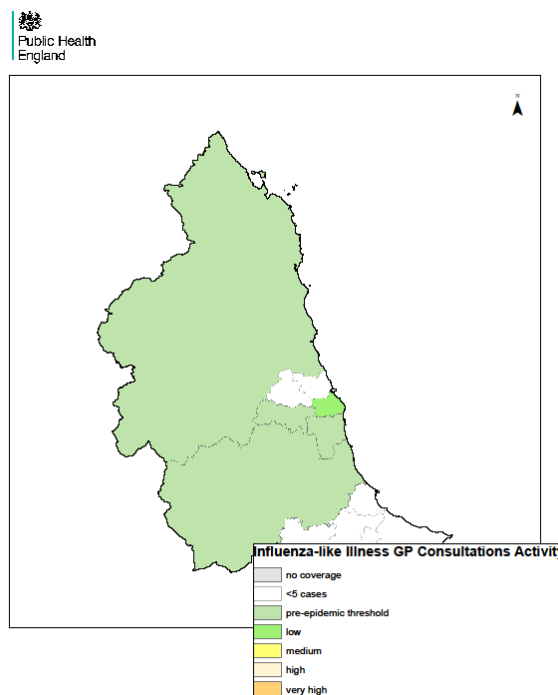 Public Health
England
N
Influenza-like Illness GP Consultations Activity
no coverage
<5 cases
pre-epidemic threshold
low
medium
high
very high